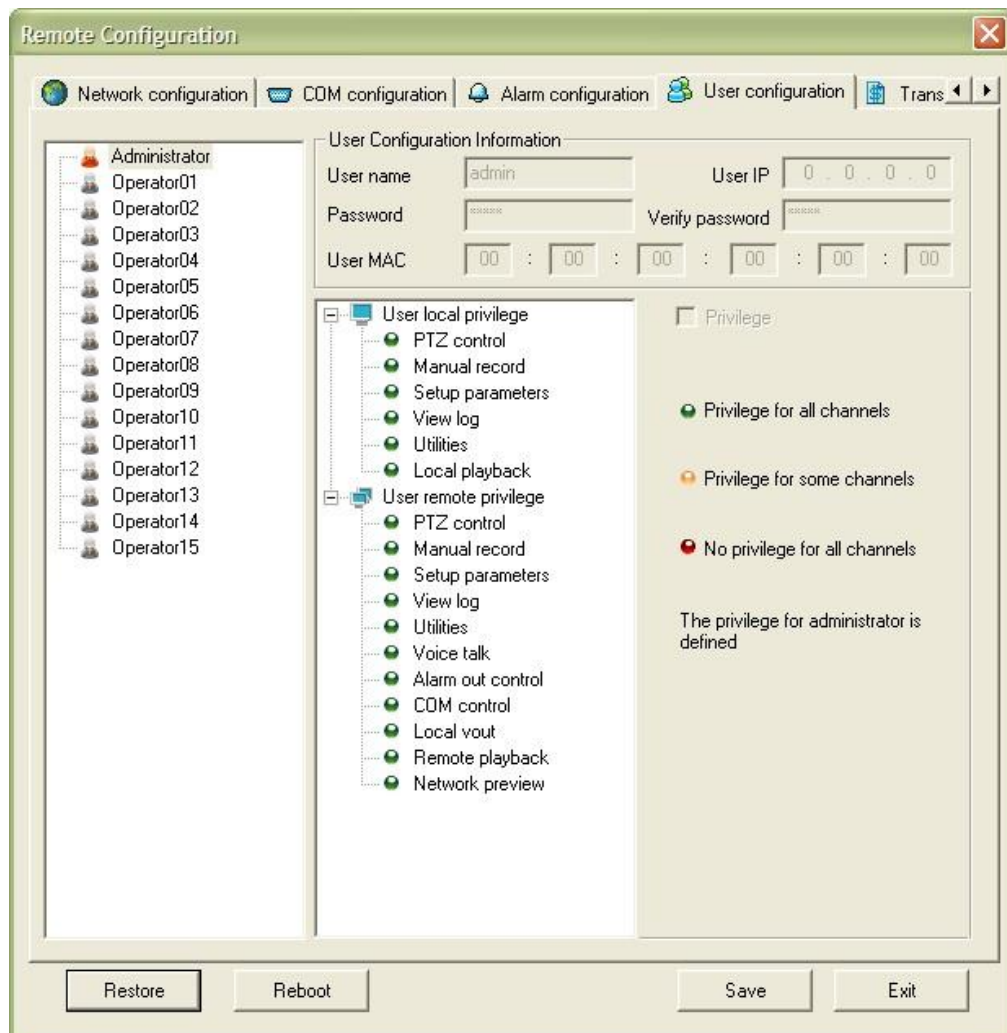 Remote Configuration
Network configuration
COM configuration
Alarm configuration
User configuration
Trans
Administrator
Operator01
Operator02
Operator03
Operator04
Operator05
Operator06
Operator07
Operator08
Operator09
Operator10
Operator11
Operator12
Operator13
Operator14
Operator15
User Configuration Information
User name admin User IP 0 . 0 . 0 . 0
Password ***** Verify password *****
User MAC 00 : 00 : 00 : 00 : 00 : 00
User local privilege
PTZ control
Manual record
Setup parameters
View log
Utilities
Local playback
User remote privilege
PTZ control
Manual record
Setup parameters
View log
Utilities
Voice talk
Alarm out control
COM control
Local vout
Remote playback
Network preview
Privilege
Privilege for all channels
Privilege for some channels
No privilege for all channels
The privilege for administrator is
defined
Restore
Reboot
Save
Exit